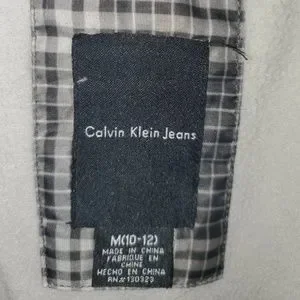 Calvin Klein Jeans
M(10-12)
MADE IN CHINA
FABRIQUE EN
CHINE
HECHO EN CHINA
RN# 130323